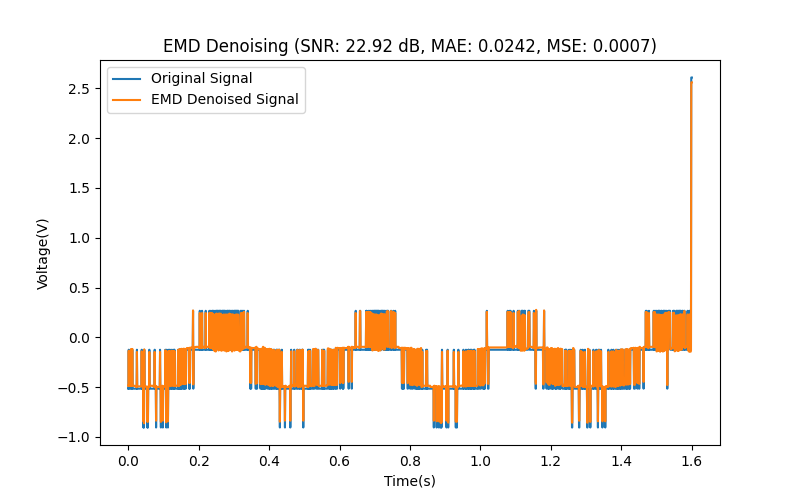 EMD Denoising (SNR: 22.92 dB, MAE: 0.0242, MSE: 0.0007)
Original Signal
EMD Denoised Signal
Voltage(V)
2.5
2.0
1.5
1.0
0.5
0.0
−0.5
−1.0
0.0 0.2 0.4 0.6 0.8 1.0 1.2 1.4 1.6
Time(s)